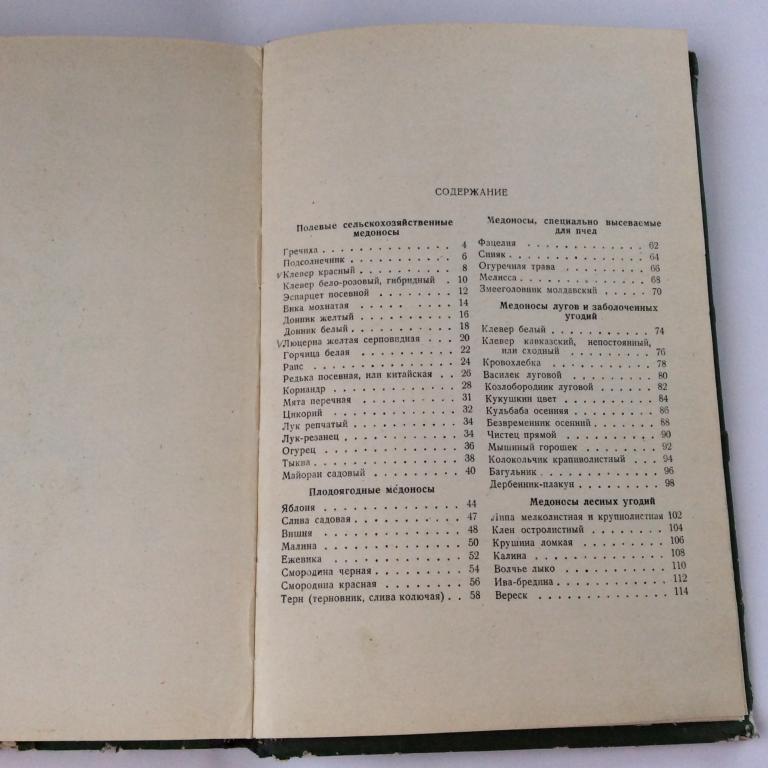 СОДЕРЖАНИЕ
Полевые сельскохозяйственные
медоносы
Гречиха . . . . . . . . . . . . . 4
Подсолнечник . . . . . . . . . . 6
√Клевер красный . . . . . . . . . 8
Клевер бело-розовый, гибридный . 10
Эспарцет посевной . . . . . . . . 12
Вика мохнатая . . . . . . . . . . 14
Донник желтый . . . . . . . . . . 16
Донник белый . . . . . . . . . . 18
√Люцерна желтая серповидная . . . 20
Горчица белая . . . . . . . . . . 22
Рапс . . . . . . . . . . . . . . 24
Редька посевная, или китайская . . 26
Кориандр . . . . . . . . . . . . 28
Мята перечная . . . . . . . . . . 31
Цикорий . . . . . . . . . . . . . 32
Лук репчатый . . . . . . . . . . 34
Лук-резанец . . . . . . . . . . . 34
Огурец . . . . . . . . . . . . . 36
Тыква . . . . . . . . . . . . . . 38
Майоран садовый . . . . . . . . . 40
Плодоягодные медоносы
Яблоня . . . . . . . . . . . . . 44
Слива садовая . . . . . . . . . . 47
Вишня . . . . . . . . . . . . . . 48
Малина . . . . . . . . . . . . . 50
Ежевика . . . . . . . . . . . . . 52
Смородина черная . . . . . . . . . 54
Смородина красная . . . . . . . . 56
Терн (терновник, слива колючая) . . 58
Медоносы, специально высеваемые
для пчел
Фацелия . . . . . . . . . . . . . 62
Синяк . . . . . . . . . . . . . . 64
Огуречная трава . . . . . . . . . 66
Мелисса . . . . . . . . . . . . . 68
Змееголовник молдавский . . . . . 70
Медоносы лугов и заболоченных
угодий
Клевер белый . . . . . . . . . . 74
Клевер кавказский, непостоянный,
или сходный . . . . . . . . . . 76
Кровохлебка . . . . . . . . . . . 78
Василек луговой . . . . . . . . . 80
Козлобородник луговой . . . . . . 82
Кукушкин цвет . . . . . . . . . . 84
Кульбаба осенняя . . . . . . . . . 86
Безвременник осенний . . . . . . . 88
Чистец прямой . . . . . . . . . . 90
Мышиный горошек . . . . . . . . . 92
Колокольчик крапиволистный . . . . 94
Багульник . . . . . . . . . . . . 96
Дербенник-плакун . . . . . . . . . 98
Медоносы лесных угодий
Липа мелколистная и крупнолистная 102
Клен остролистный . . . . . . . . 104
Крушина ломкая . . . . . . . . . . 106
Калина . . . . . . . . . . . . . 108
Волчье лыко . . . . . . . . . . . 110
Ива-бредина . . . . . . . . . . . 112
Вереск . . . . . . . . . . . . . 114